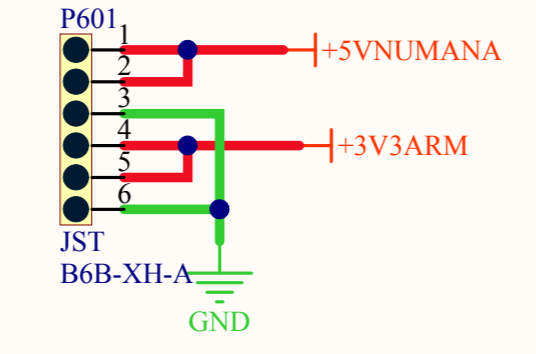 P601
1
+5VNUMANA
2
3
4
+3V3ARM
5
6
JST
B6B-XH-A
GND